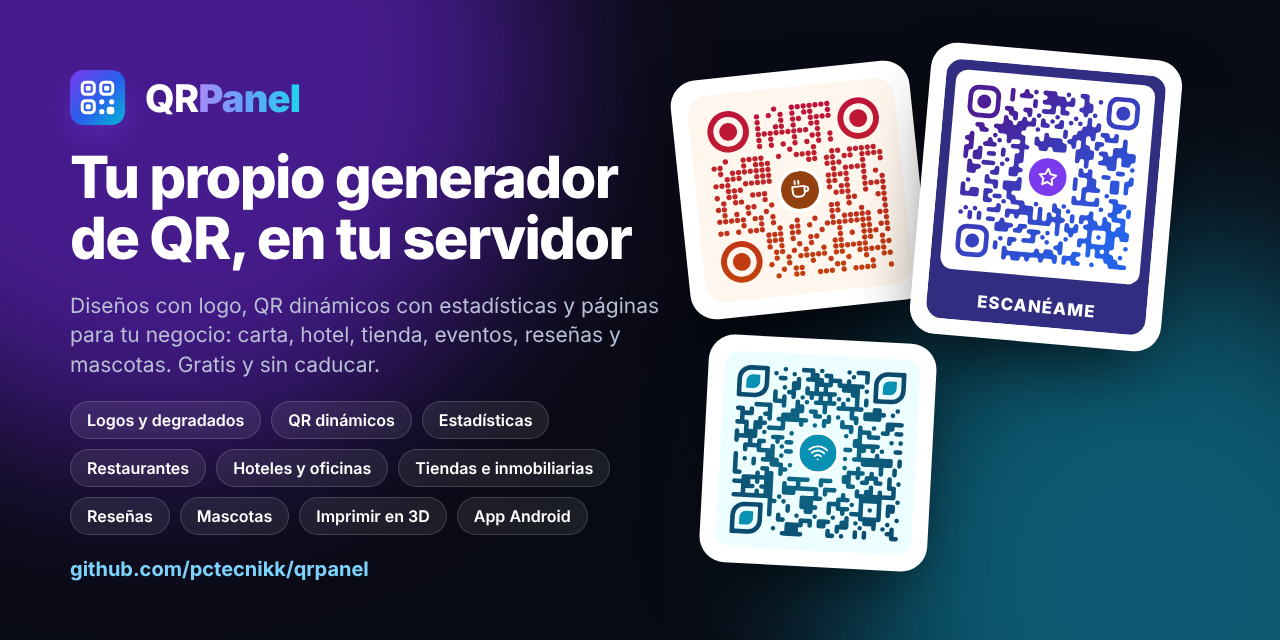 QRPanel
Tu propio generador
de QR, en tu servidor
Diseños con logo, QR dinámicos con estadísticas y páginas
para tu negocio: carta, hotel, tienda, eventos, reseñas y
mascotas. Gratis y sin caducar.
Logos y degradados
QR dinámicos
Estadísticas
Restaurantes
Hoteles y oficinas
Tiendas e inmobiliarias
Reseñas
Mascotas
Imprimir en 3D
App Android
github.com/pctecnikk/qrpanel
ESCANÉAME